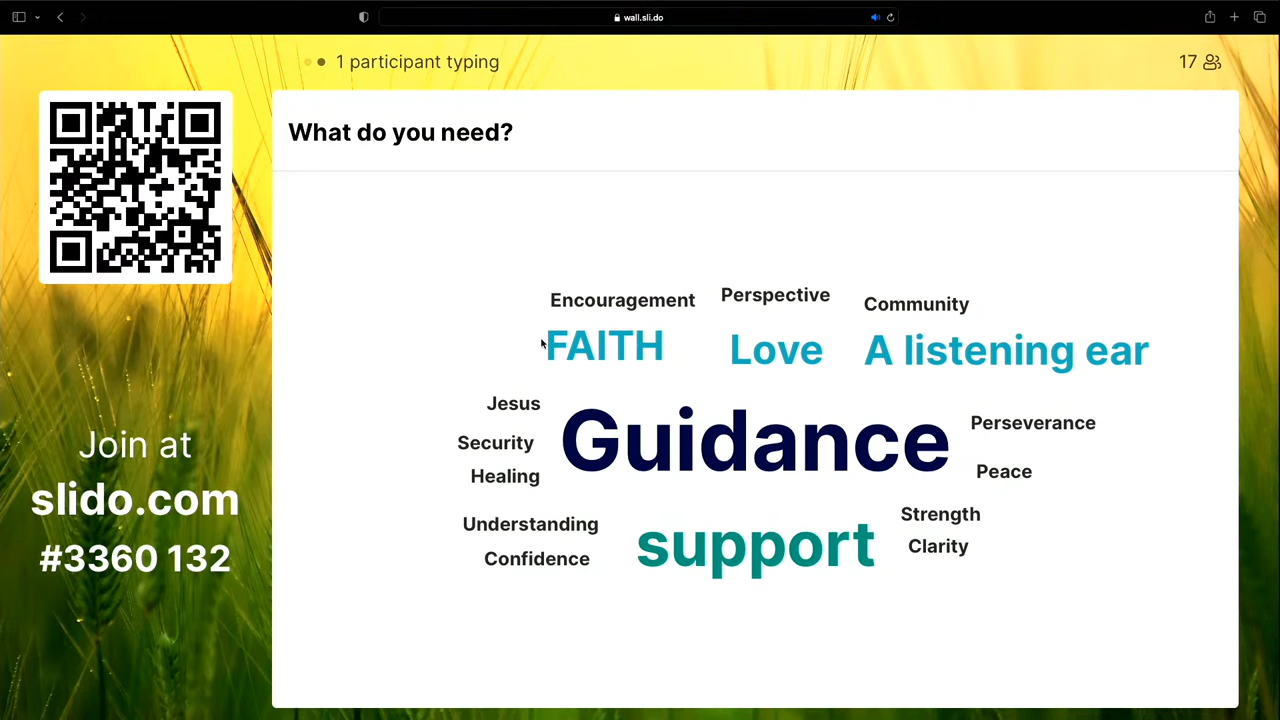 wall.sli.do
1 participant typing
17
What do you need?
Encouragement
Perspective
Community
FAITH
Love
A listening ear
Jesus
Guidance
Perseverance
Security
Healing
Peace
Understanding
support
Strength
Confidence
Clarity
Join at
slido.com
#3360 132